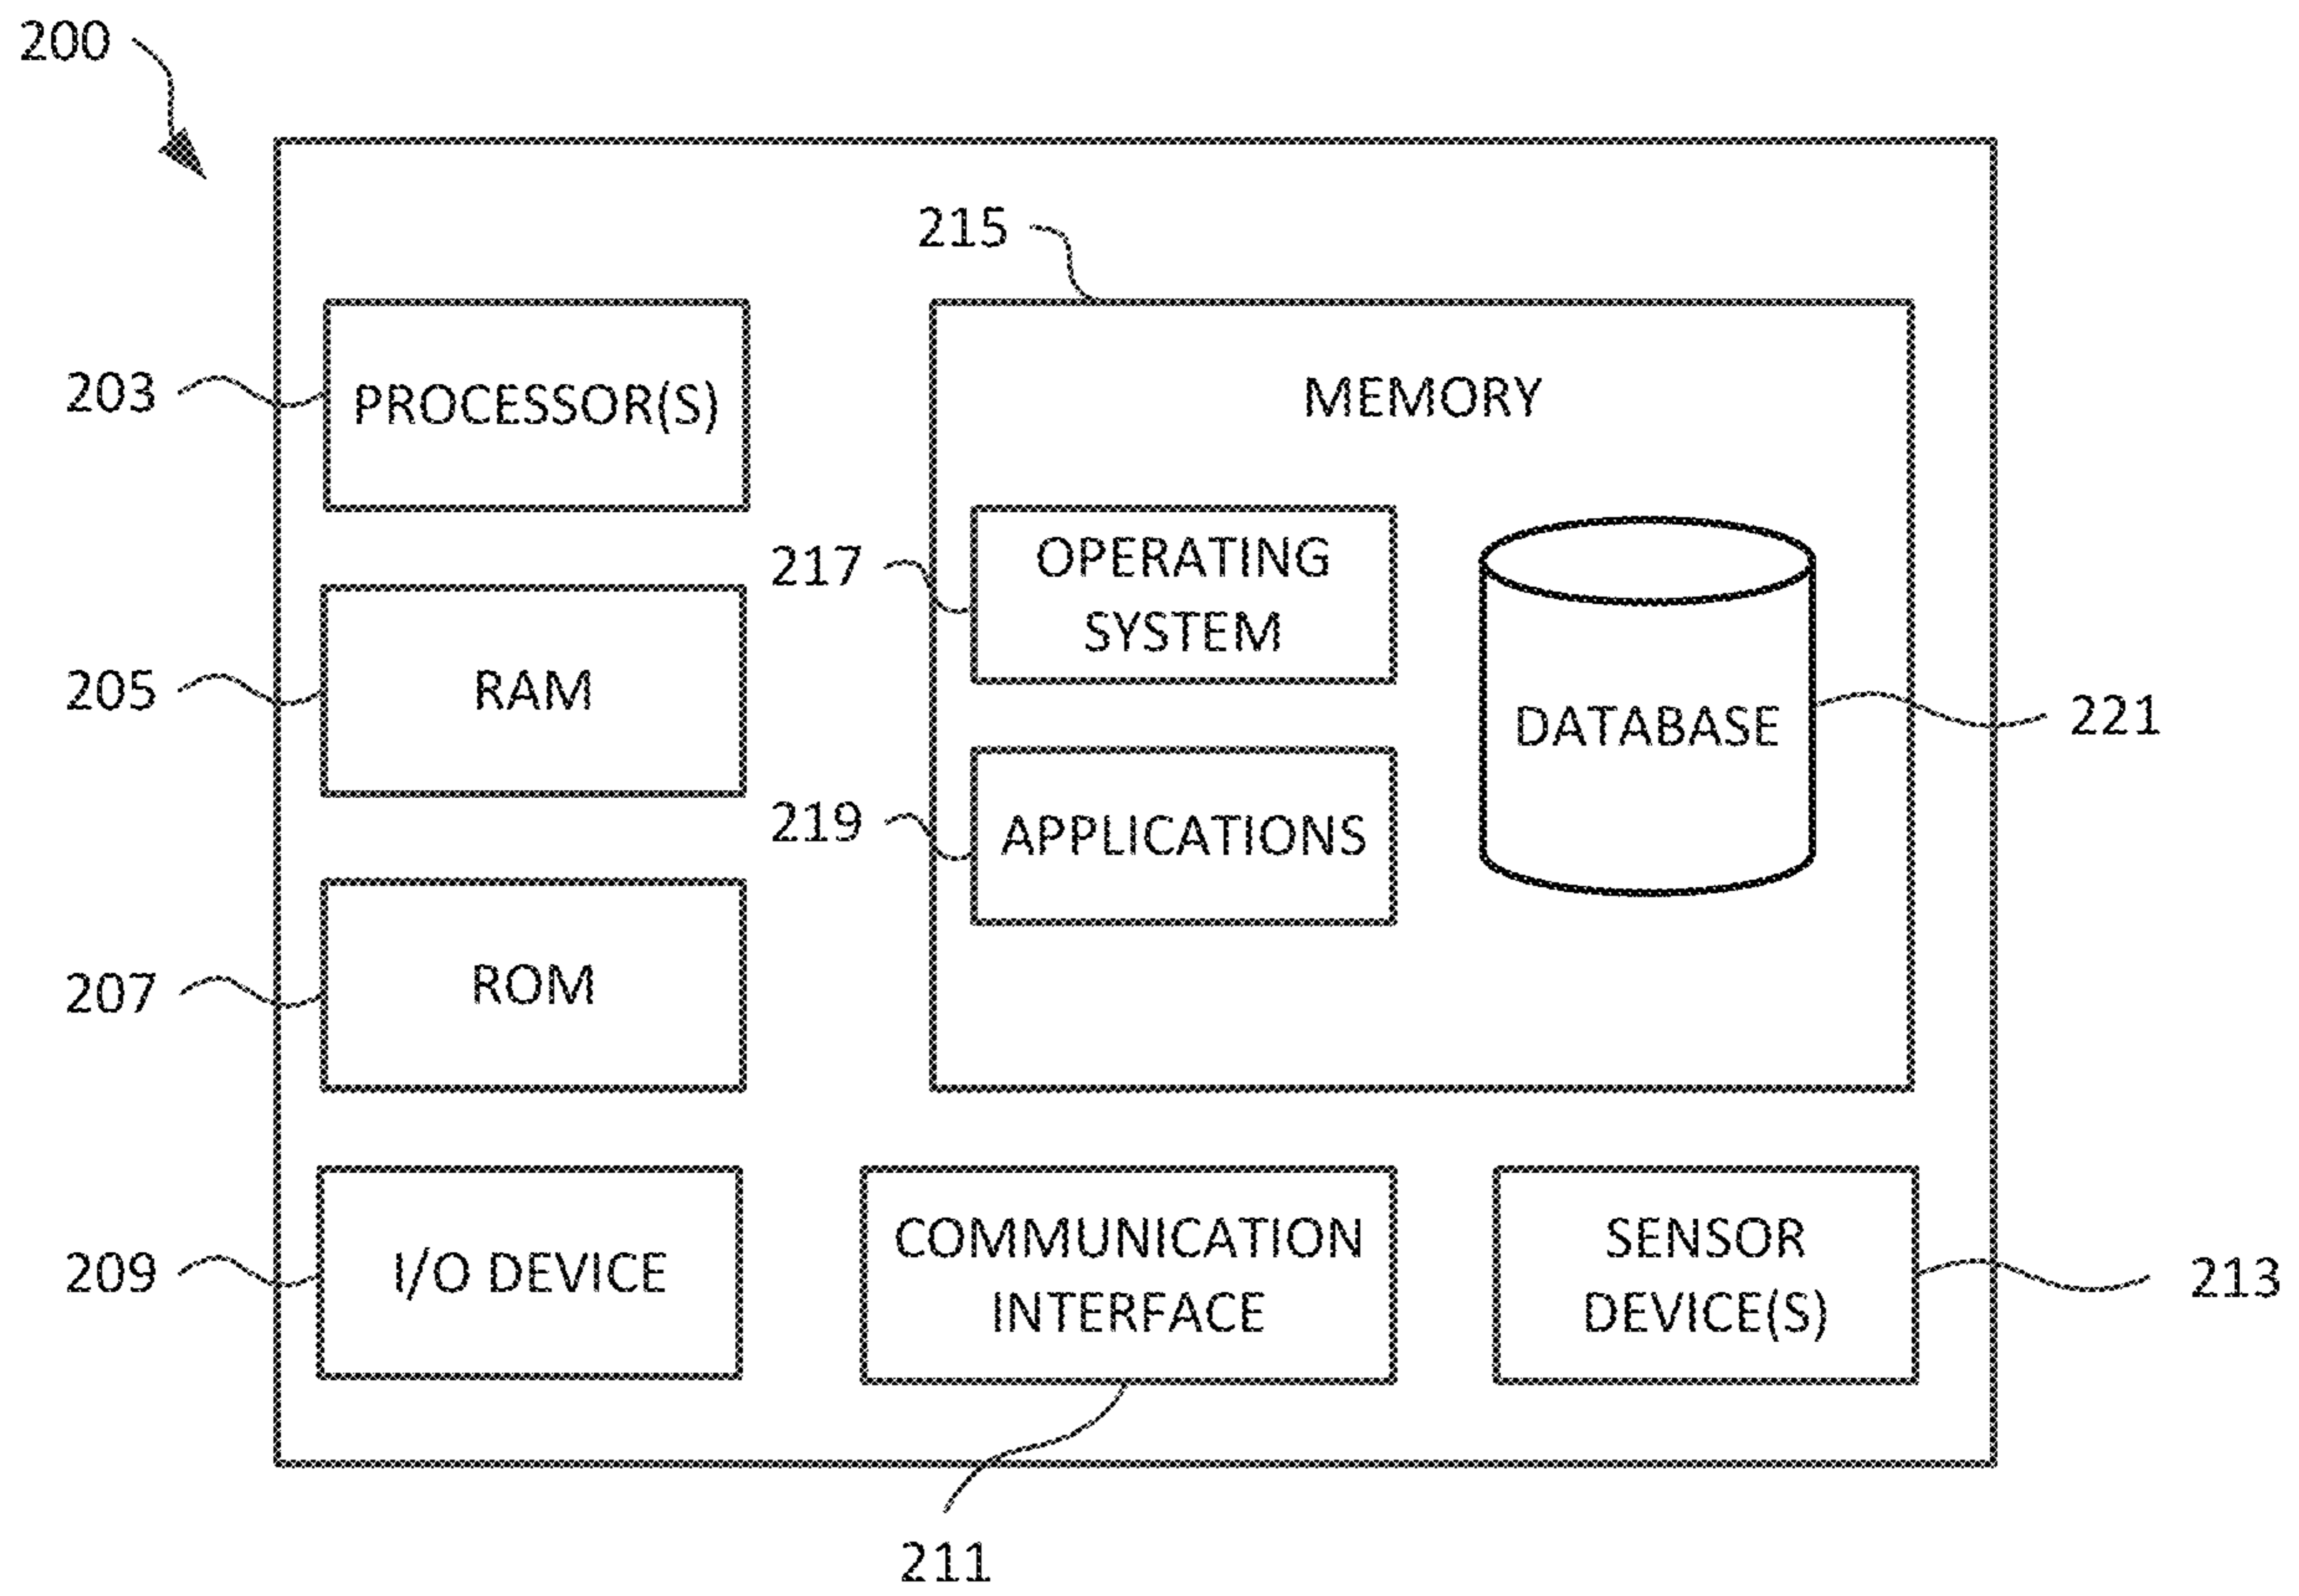 200
215
203
PROCESSOR(S)
MEMORY
217
OPERATING
SYSTEM
205
RAM
DATABASE
221
219
APPLICATIONS
207
ROM
209
I/O DEVICE
COMMUNICATION
INTERFACE
SENSOR
DEVICE(S)
213
211